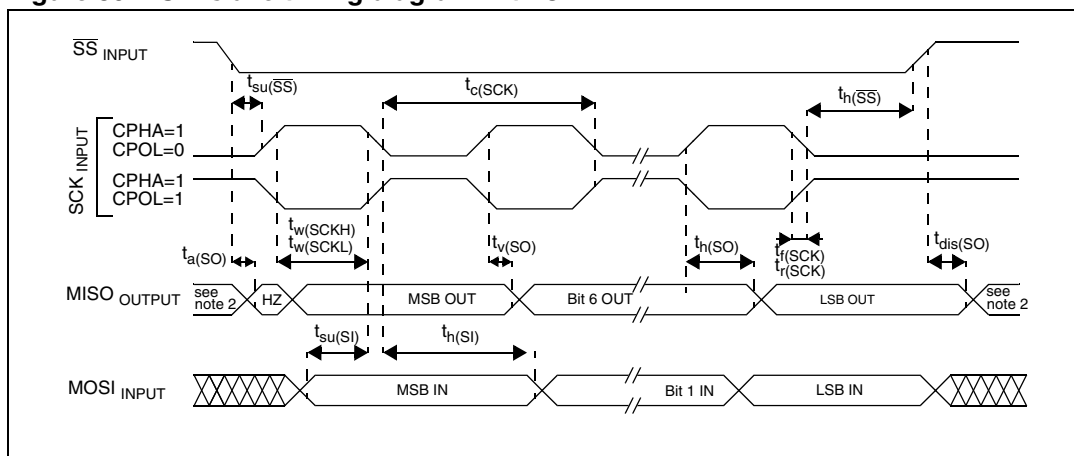 SS INPUT
tsu(SS)
tc(SCK)
th(SS)
SCK INPUT
CPHA=1
CPOL=0
CPHA=1
CPOL=1
ta(SO)
tw(SCKH)
tw(SCKL)
tv(SO)
th(SO)
tf(SCK)
tr(SCK)
tdis(SO)
MISO OUTPUT
see
note 2
HZ
MSB OUT
Bit 6 OUT
LSB OUT
see
note 2
tsu(SI)
th(SI)
MOSI INPUT
MSB IN
Bit 1 IN
LSB IN